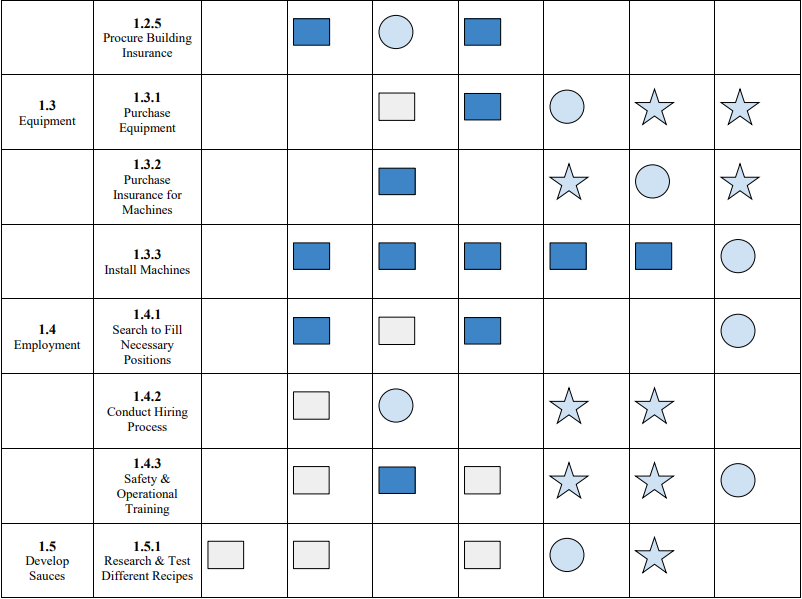 1.2.5
Procure Building
Insurance
1.3
Equipment
1.3.1
Purchase
Equipment
1.3.2
Purchase
Insurance for
Machines
1.3.3
Install Machines
1.4
Employment
1.4.1
Search to Fill
Necessary
Positions
1.4.2
Conduct Hiring
Process
1.4.3
Safety &
Operational
Training
1.5
Develop
Sauces
1.5.1
Research & Test
Different Recipes